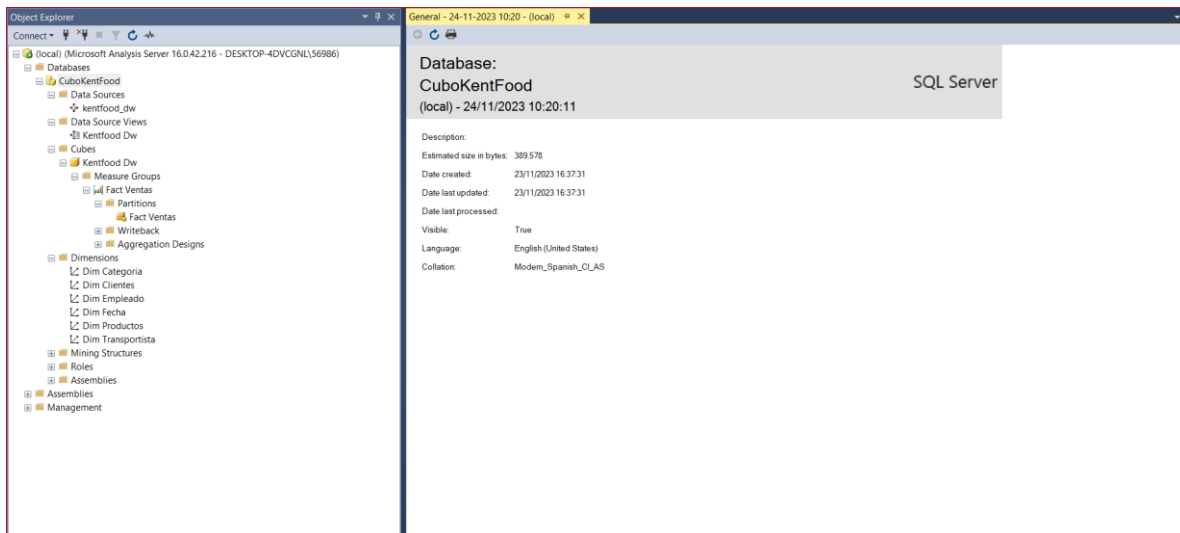 Object Explorer
Connect
(local) (Microsoft Analysis Server 16.0.42.216 - DESKTOP-4DVCGNL\56986)
Databases
CuboKentFood
Data Sources
kentfood_dw
Data Source Views
Kentfood Dw
Cubes
Kentfood Dw
Measure Groups
Fact Ventas
Partitions
Fact Ventas
Writeback
Aggregation Designs
Dimensions
Dim Categoria
Dim Clientes
Dim Empleado
Dim Fecha
Dim Productos
Dim Transportista
Mining Structures
Roles
Assemblies
Assemblies
Management
General - 24-11-2023 10:20 - (local)
Database:
CuboKentFood
SQL Server
(local) - 24/11/2023 10:20:11
Description:
Estimated size in bytes: 389.578
Date created: 23/11/2023 16:37:31
Date last updated: 23/11/2023 16:37:31
Date last processed:
Visible: True
Language: English (United States)
Collation: Modern_Spanish_CI_AS